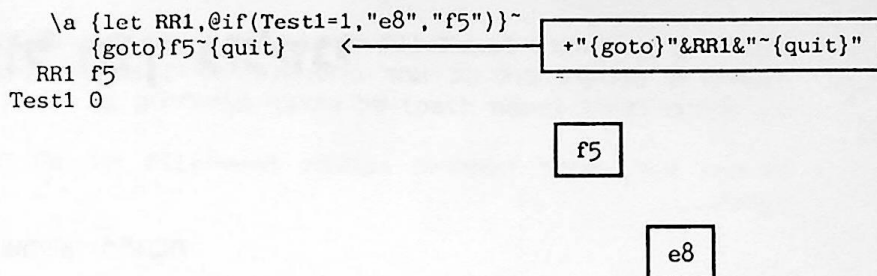 \a {let RR1,@if(Test1=1,"e8","f5")}~
{goto}f5~{quit} <
+"{goto}"&RR1&"~{quit}"
RR1 f5
Test1 0
f5
e8